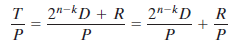 T/P = (2^{n-k}D + R)/P = 2^{n-k}D/P + R/P